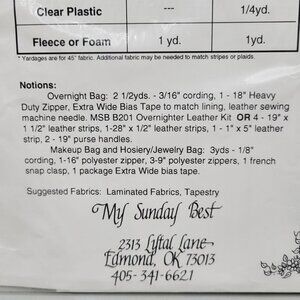 Clear Plastic --- 1/4yd.
Fleece or Foam 1 yd. 1yd.
* Yardages are for 45" fabric. Additional fabric may be needed to match stripes or plaids.
Notions:
Overnight Bag: 2 1/2yds. - 3/16" cording, 1 - 18" Heavy
Duty Zipper, Extra Wide Bias Tape to match lining, leather sewing
machine needle. MSB B201 Overnighter Leather Kit OR 4 - 19" x
1 1/2" leather strips, 1-28" x 1/2" leather strips, 1 - 1" x 5" leather
strip, 2 - 19" purse handles.
Makeup Bag and Hosiery/Jewelry Bag: 3yds - 1/8"
cording, 1-16" polyester zipper, 3-9" polyester zippers, 1 french
snap clasp, 1 package Extra Wide Bias tape.
Suggested Fabrics: Laminated Fabrics, Tapestry
My Sunday Best
2313 Lytal Lane
Edmond, OK 73013
405-341-6621